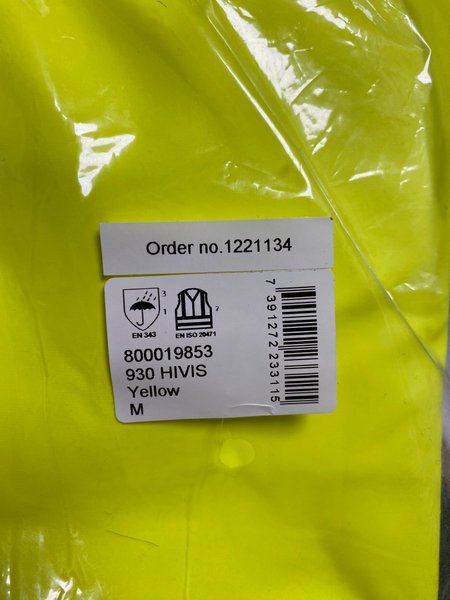 Order no.1221134
3
1
EN 343
2
EN ISO 20471
800019853
930 HIVIS
Yellow
M
7 391272 233115